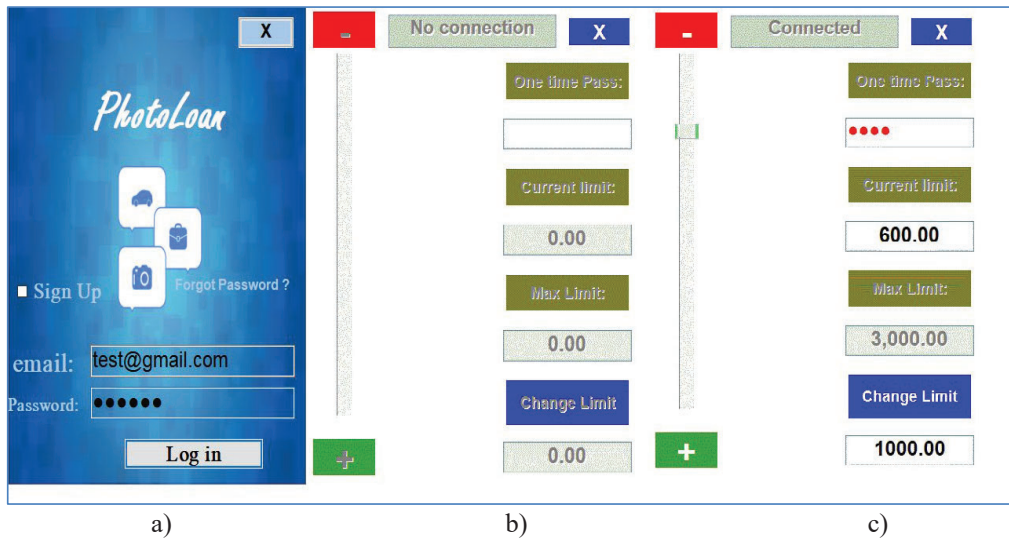 X
PhotoLoan
Forgot Password ?
Sign Up
email: test@gmail.com
Password: ●●●●●●
Log in
a)
- No connection X
One time Pass:
Current limit:
0.00
Max Limit:
0.00
Change Limit
+ 0.00
b)
- Connected X
One time Pass:
●●●●
Current limit:
600.00
Max Limit:
3,000.00
Change Limit
+ 1000.00
c)